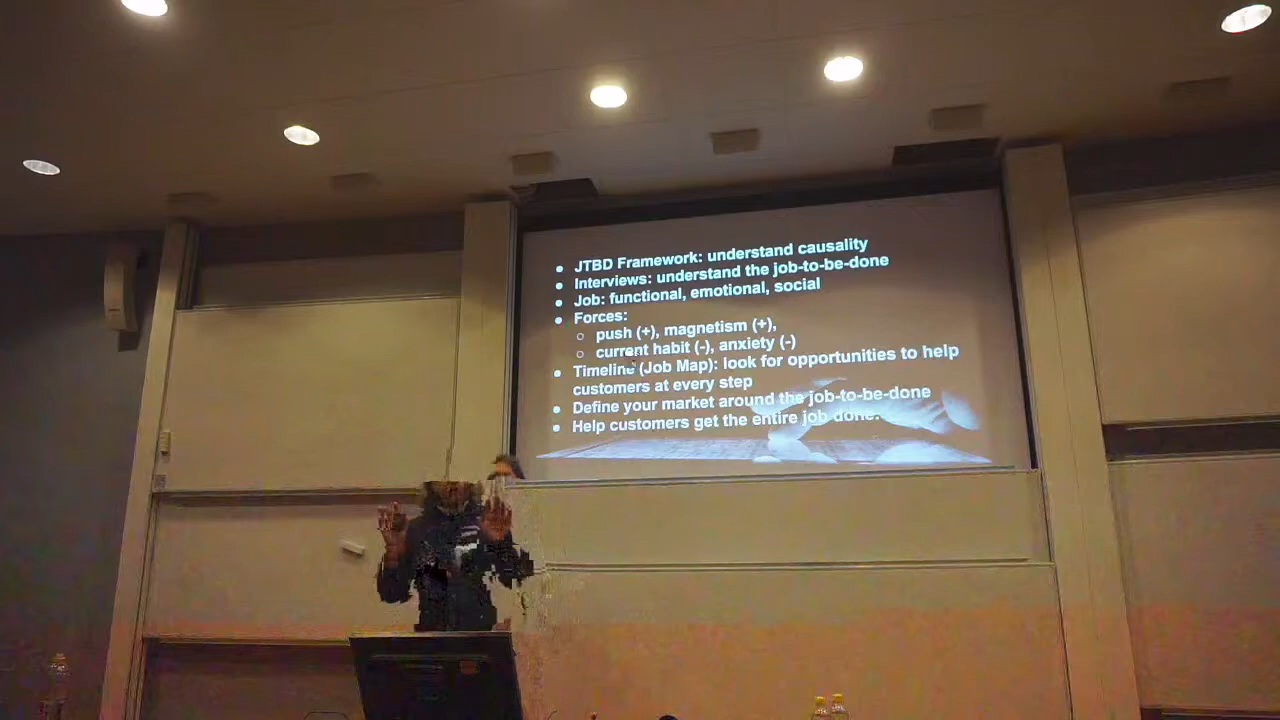 • JTBD Framework: understand causality
• Interviews: understand the job-to-be-done
• Job: functional, emotional, social
• Forces:
○ push (+), magnetism (+),
○ current habit (-), anxiety (-)
• Timeline (Job Map): look for opportunities to help
customers at every step
• Define your market around the job-to-be-done
• Help customers get the entire job done.